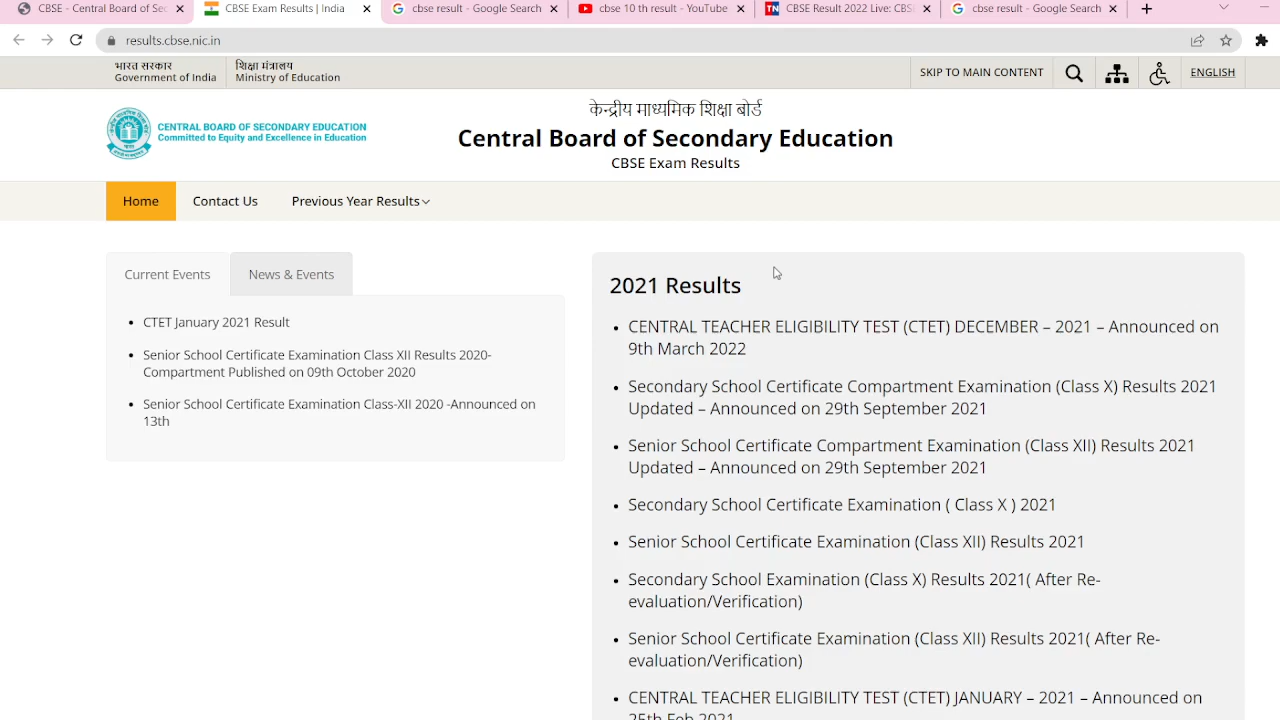 CBSE - Central Board of Sec
CBSE Exam Results | India
cbse result - Google Search
cbse 10 th result - YouTube
TN
CBSE Result 2022 Live: CBS
cbse result - Google Search
results.cbse.nic.in
भारत सरकार
Government of India
शिक्षा मंत्रालय
Ministry of Education
SKIP TO MAIN CONTENT
ENGLISH
CENTRAL BOARD OF SECONDARY EDUCATION
Committed to Equity and Excellence in Education
केन्द्रीय माध्यमिक शिक्षा बोर्ड
Central Board of Secondary Education
CBSE Exam Results
Home
Contact Us
Previous Year Results
Current Events
News & Events
CTET January 2021 Result
Senior School Certificate Examination Class XII Results 2020-
Compartment Published on 09th October 2020
Senior School Certificate Examination Class-XII 2020 -Announced on
13th
2021 Results
CENTRAL TEACHER ELIGIBILITY TEST (CTET) DECEMBER – 2021 – Announced on
9th March 2022
Secondary School Certificate Compartment Examination (Class X) Results 2021
Updated – Announced on 29th September 2021
Senior School Certificate Compartment Examination (Class XII) Results 2021
Updated – Announced on 29th September 2021
Secondary School Certificate Examination ( Class X ) 2021
Senior School Certificate Examination (Class XII) Results 2021
Secondary School Examination (Class X) Results 2021( After Re-
evaluation/Verification)
Senior School Certificate Examination (Class XII) Results 2021( After Re-
evaluation/Verification)
CENTRAL TEACHER ELIGIBILITY TEST (CTET) JANUARY – 2021 – Announced on
25th Feb 2021